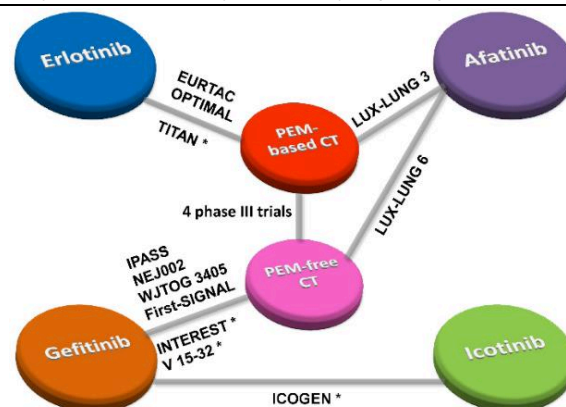 Erlotinib
Afatinib
EURTAC
OPTIMAL
TITAN *
LUX-LUNG 3
PEM-
based CT
LUX-LUNG 6
4 phase III trials
PEM-free
CT
IPASS
NEJ002
WJTOG 3405
First-SIGNAL
INTEREST *
V 15-32 *
Gefitinib
Icotinib
ICOGEN *